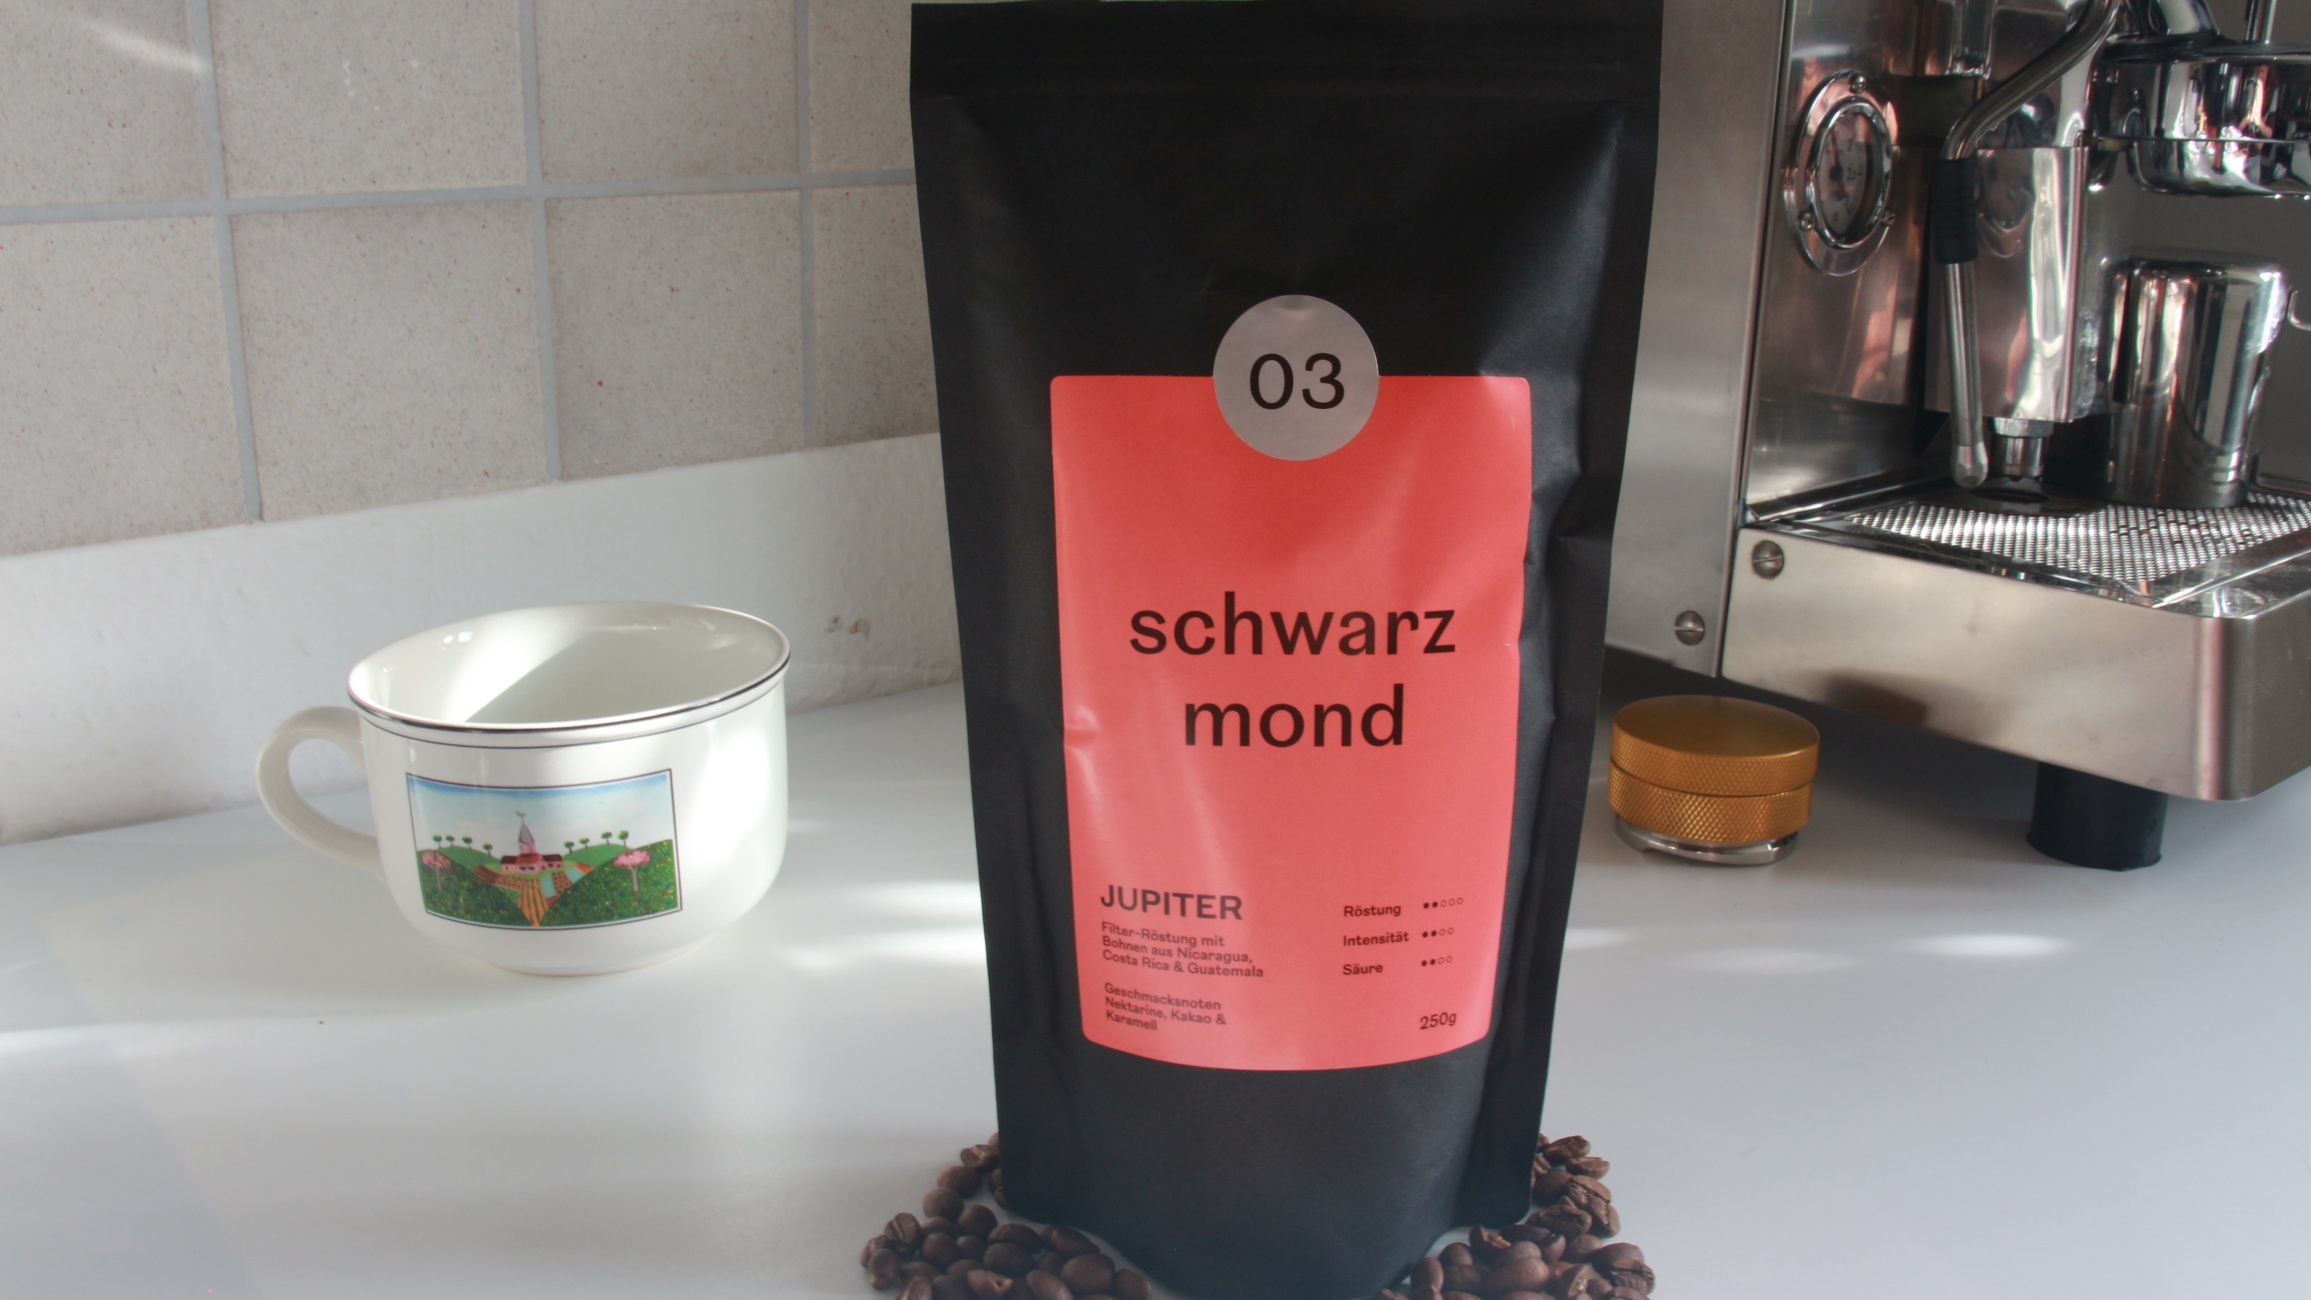 03
schwarz
mond
JUPITER
Filter-Röstung mit
Bohnen aus Nicaragua,
Costa Rica & Guatemala
Geschmacksnoten
Nektarine, Kakao &
Karamell
Röstung ●●○○○
Intensität ●●○○
Säure ●●○○
250g